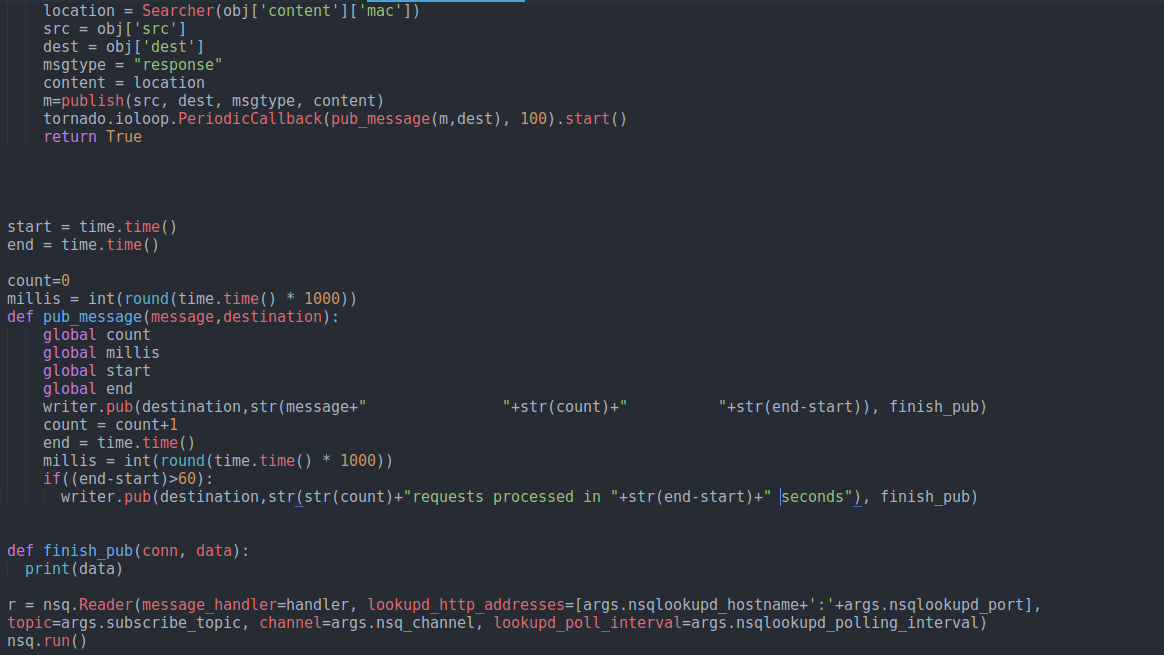 location = Searcher(obj['content']['mac'])
    src = obj['src']
    dest = obj['dest']
    msgtype = "response"
    content = location
    m=publish(src, dest, msgtype, content)
    tornado.ioloop.PeriodicCallback(pub_message(m,dest), 100).start()
    return True
start = time.time()
end = time.time()
count=0
millis = int(round(time.time() * 1000))
def pub_message(message,destination):
    global count
    global millis
    global start
    global end
    writer.pub(destination,str(message+"               "+str(count)+"          "+str(end-start)), finish_pub)
    count = count+1
    end = time.time()
    millis = int(round(time.time() * 1000))
    if((end-start)>60):
      writer.pub(destination,str(str(count)+"requests processed in "+str(end-start)+" seconds"), finish_pub)
def finish_pub(conn, data):
  print(data)
r = nsq.Reader(message_handler=handler, lookupd_http_addresses=[args.nsqlookupd_hostname+':'+args.nsqlookupd_port],
topic=args.subscribe_topic, channel=args.nsq_channel, lookupd_poll_interval=args.nsqlookupd_polling_interval)
nsq.run()